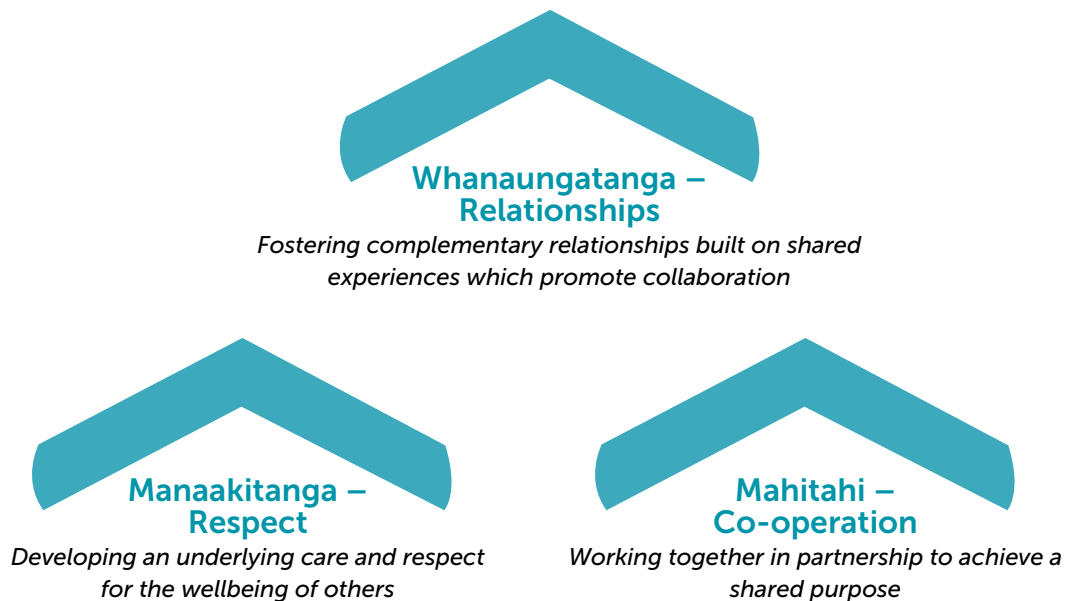 Whanaungatanga –
Relationships
Fostering complementary relationships built on shared
experiences which promote collaboration
Manaakitanga –
Respect
Developing an underlying care and respect
for the wellbeing of others
Mahitahi –
Co-operation
Working together in partnership to achieve a
shared purpose